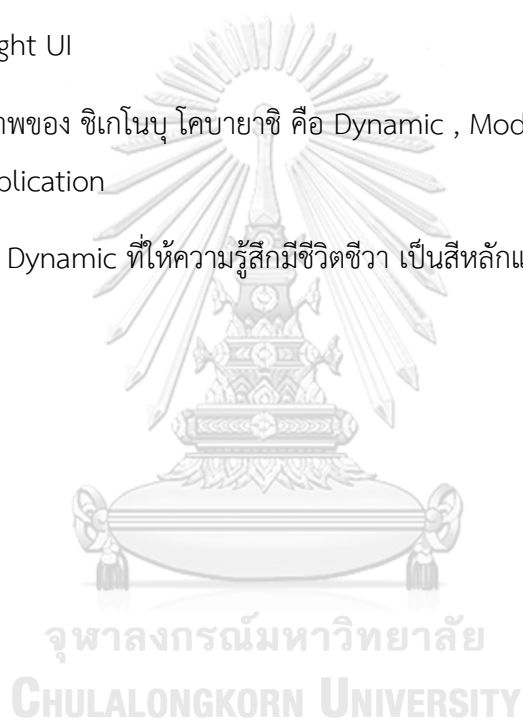 ght UI
าพของ ชิเกโนบุ โคบายาชิ คือ Dynamic , Mod
plication
Dynamic ที่ให้ความรู้สึกมีชีวิตชีวา เป็นสีหลักแ
จุฬาลงกรณ์มหาวิทยาลัย
CHULALONGKORN UNIVERSITY